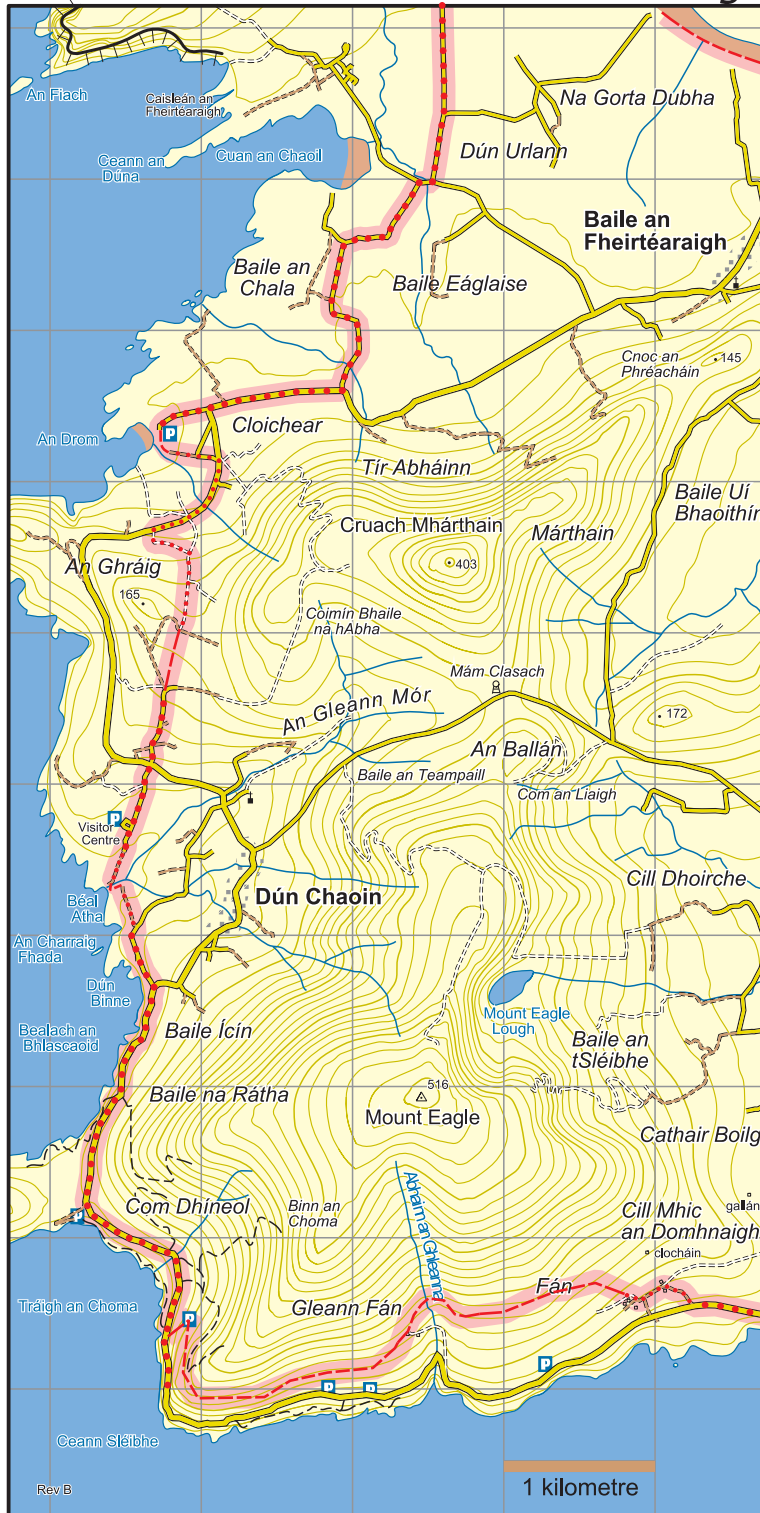 An Fiach
Caisleán an
Fheirtéaraigh
Na Gorta Dubha
Ceann an
Dúna
Cuan an Chaoil
Dún Urlann
Baile an
Fheirtéaraigh
Baile an
Chala
Baile Eáglaise
Cnoc an
Phréacháin
145
P
An Drom
Cloichear
Tír Abháinn
Baile Uí
Bhaoithín
Cruach Mhárthain
Márthain
403
An Ghráig
165
Còimín Bhaile
na hAbha
Mám Clasach
An Gleann Mór
172
An Ballán
Baile an Teampaill
Com an Liaigh
P
Visitor
Centre
Cill Dhoirche
Béal
Atha
Dún Chaoin
An Charraig
Fhada
Dún
Binne
Mount Eagle
Lough
Bealach an
Bhlascaoid
Baile Ícín
Baile an
tSléibhe
516
Baile na Rátha
Mount Eagle
Cathair Boilg
Com Dhíneol
Binn an
Choma
Abhainn an Ghleanna
Cill Mhic
an Domhnaigh
gallán
P
clocháin
Tráigh an Choma
Gleann Fán
Fán
P
P
P
P
Ceann Sléibhe
Rev B
1 kilometre